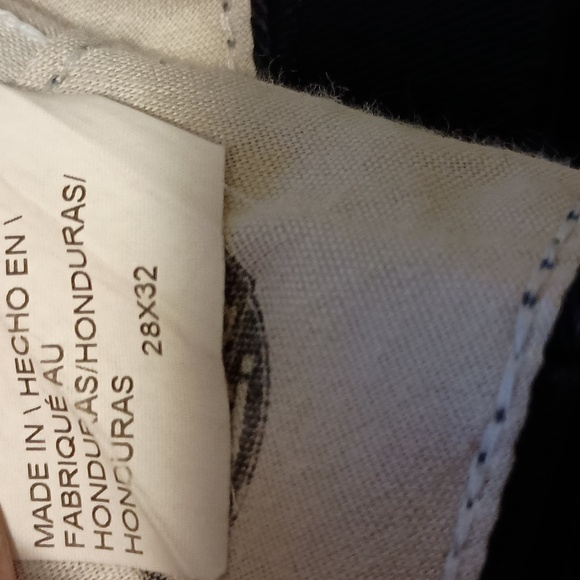 MADE IN \ HECHO EN \
FABRIQUÉ AU
HONDURAS/HONDURAS/
HONDURAS
28X32